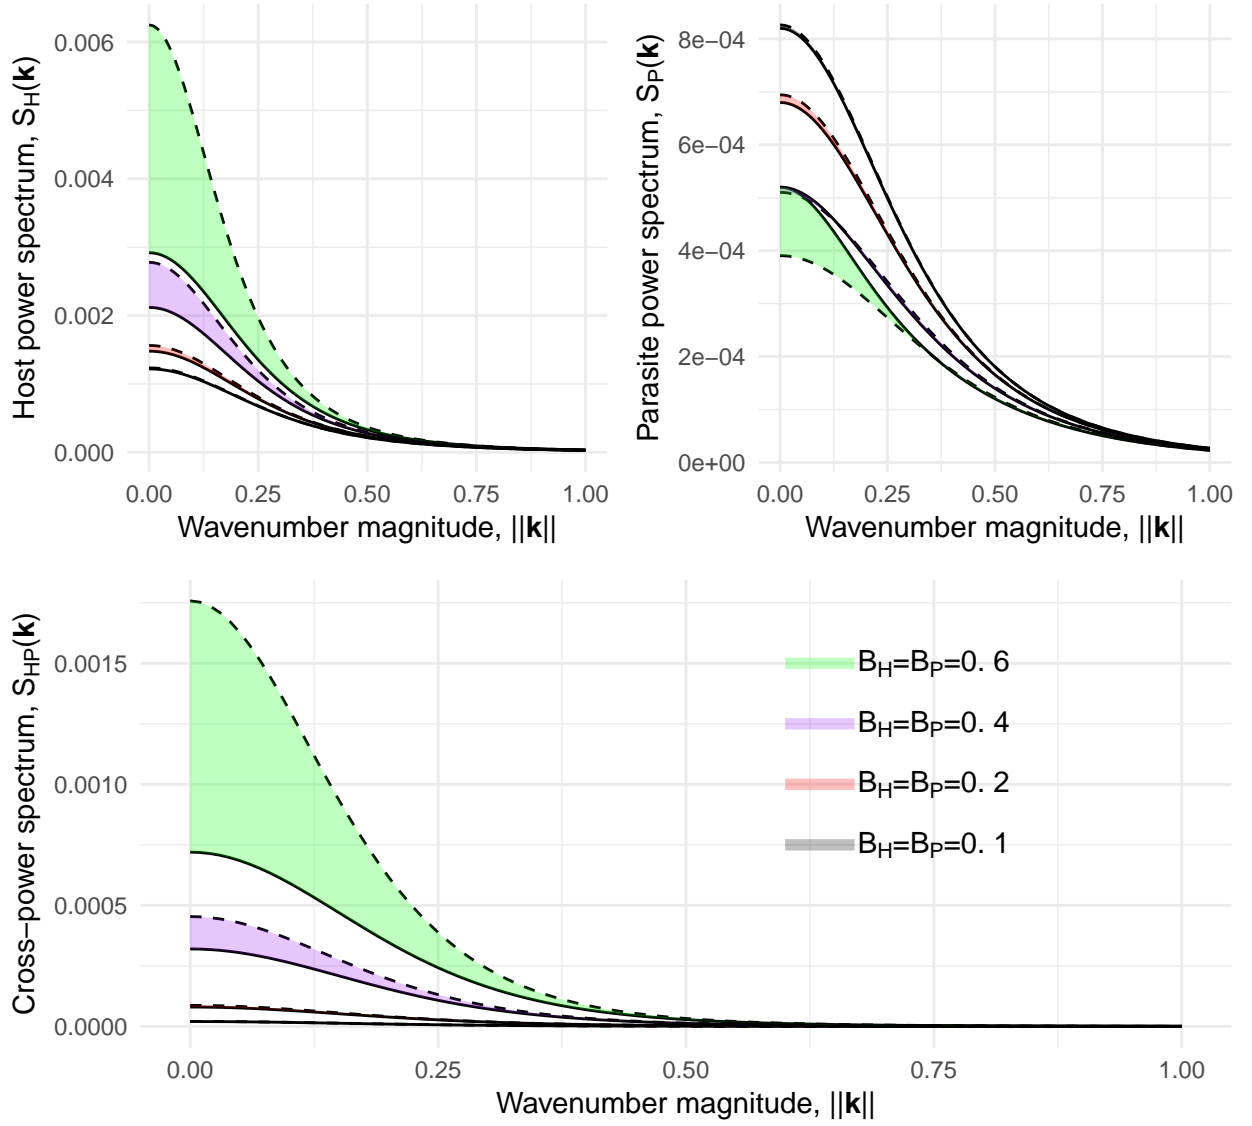 Host power spectrum, S_H(k)
0.006
0.004
0.002
0.000
0.00 0.25 0.50 0.75 1.00
Wavenumber magnitude, ||k||
Parasite power spectrum, S_P(k)
8e−04
6e−04
4e−04
2e−04
0e+00
0.00 0.25 0.50 0.75 1.00
Wavenumber magnitude, ||k||
Cross−power spectrum, S_HP(k)
0.0015
0.0010
0.0005
0.0000
B_H=B_P=0. 6
B_H=B_P=0. 4
B_H=B_P=0. 2
B_H=B_P=0. 1
0.00 0.25 0.50 0.75 1.00
Wavenumber magnitude, ||k||